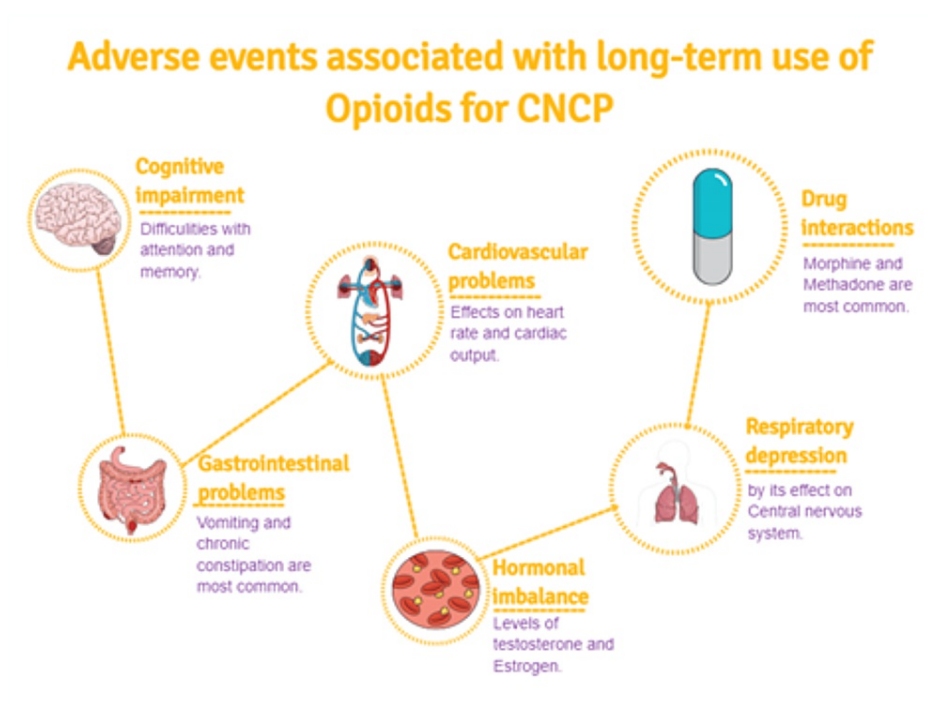 Adverse events associated with long-term use of
Opioids for CNCP
Cognitive
impairment
Difficulities with
attention and
memory.
Gastrointestinal
problems
Vomiting and
chronic
constipation are
most common.
Cardiovascular
problems
Effects on heart
rate and cardiac
output.
Hormonal
imbalance
Levels of
testosterone and
Estrogen.
Respiratory
depression
by its effect on
Central nervous
system.
Drug
interactions
Morphine and
Methadone are
most common.